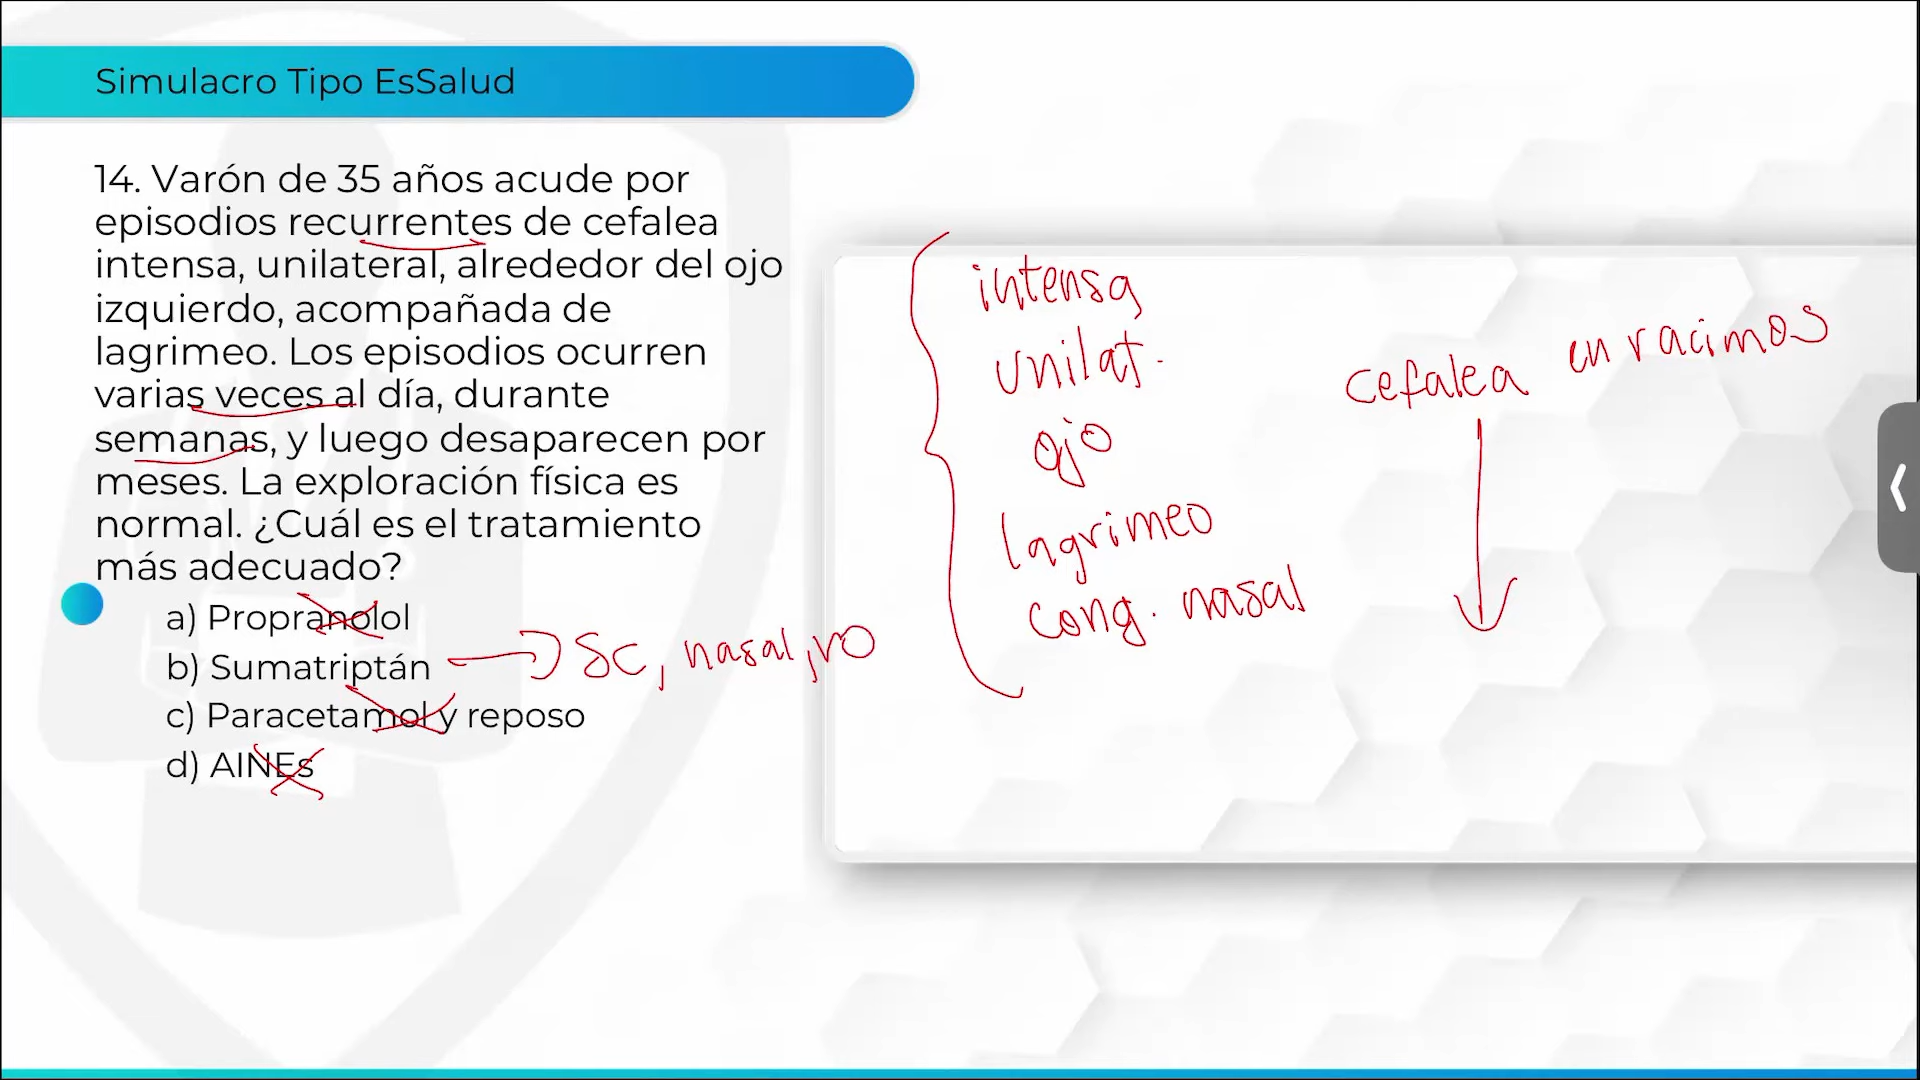 Simulacro Tipo EsSalud
14. Varón de 35 años acude por
episodios recurrentes de cefalea
intensa, unilateral, alrededor del ojo
izquierdo, acompañada de
lagrimeo. Los episodios ocurren
varias veces al día, durante
semanas, y luego desaparecen por
meses. La exploración física es
normal. ¿Cuál es el tratamiento
más adecuado?
a) Propranolol
b) Sumatriptán
c) Paracetamol y reposo
d) AINEs
SC, nasal, vo
intensa
unilat.
ojo
lagrimeo
cong. nasal
cefalea en racimos